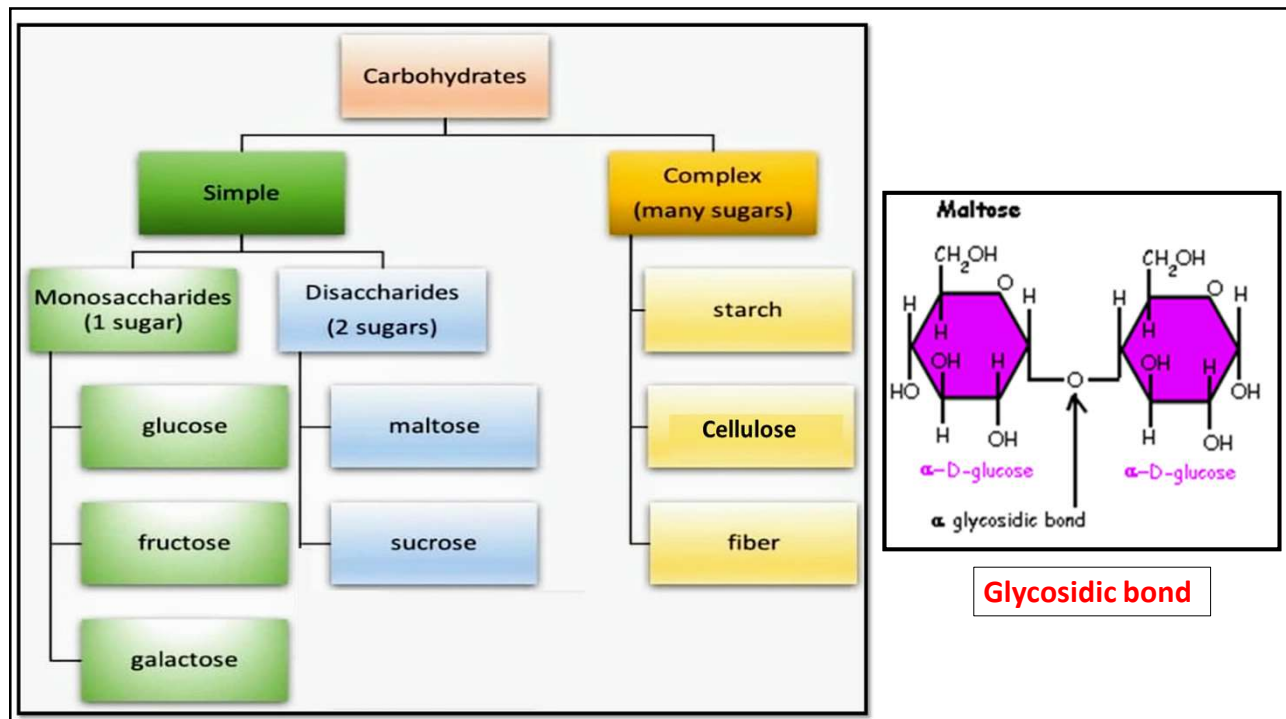 Carbohydrates
Simple
Complex
(many sugars)
Monosaccharides
(1 sugar)
Disaccharides
(2 sugars)
glucose
fructose
galactose
maltose
sucrose
starch
Cellulose
fiber
Maltose
CH2OH
O
H
H
H
OH
H
HO
H
OH
O
CH2OH
O
H
H
H
OH
H
H
OH
OH
α-D-glucose
α-D-glucose
α glycosidic bond
Glycosidic bond